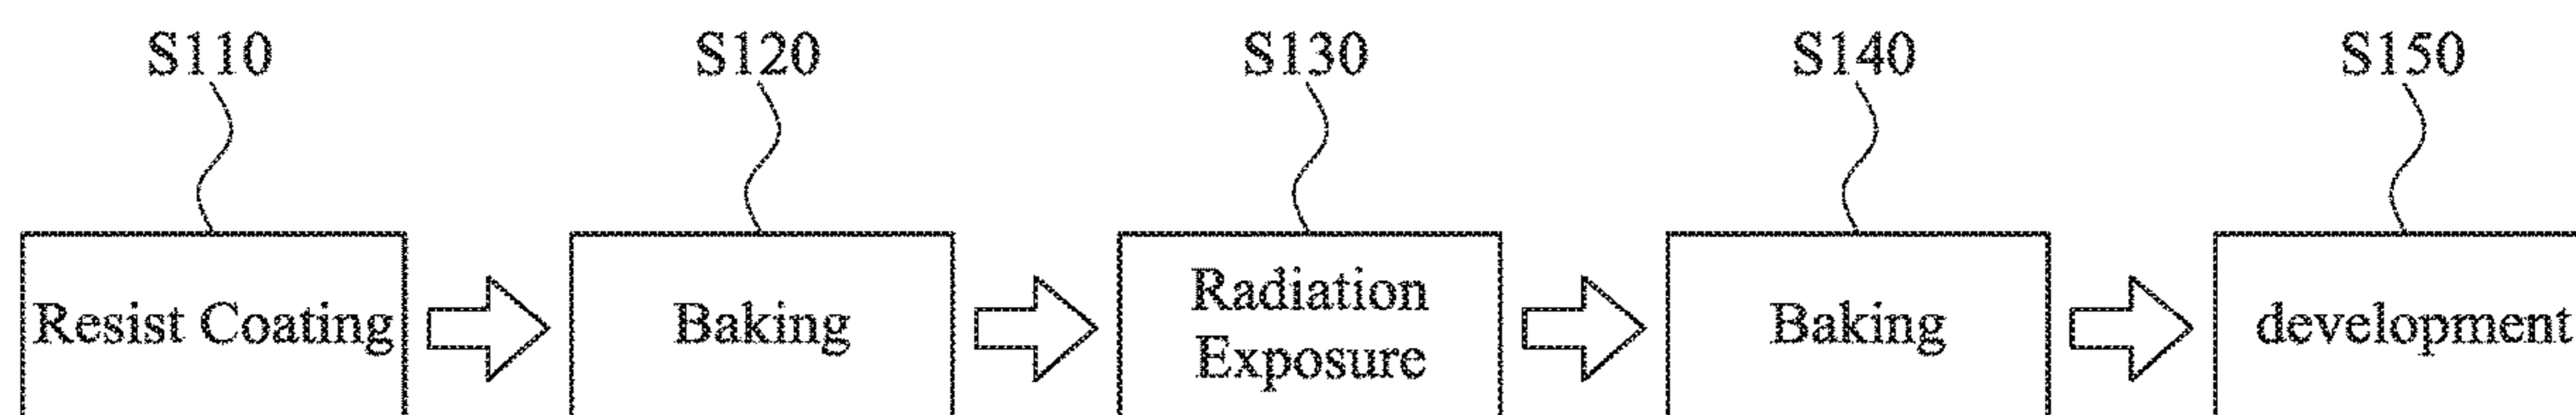 S110 S120 S130 S140 S150
Resist Coating Baking Radiation Exposure Baking development